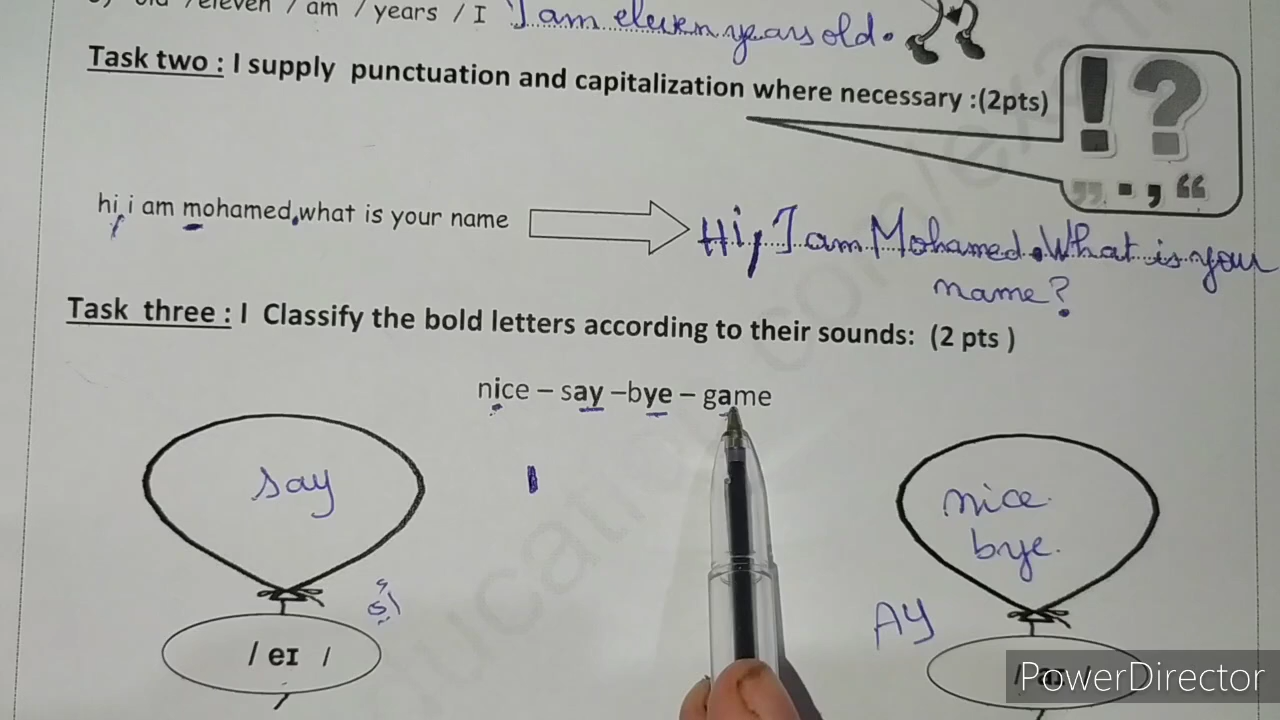 /eleven / am / years / I I am eleven years old.
Task two : I supply punctuation and capitalization where necessary :(2pts)
! ? „ . , “
hi, i am mohamed.what is your name Hi, I am Mohamed. What is your
name?
Task three : I Classify the bold letters according to their sounds: (2 pts )
nice – say –bye – game
say
nice
bye.
أيْ
AY
/ eɪ /
PowerDirector